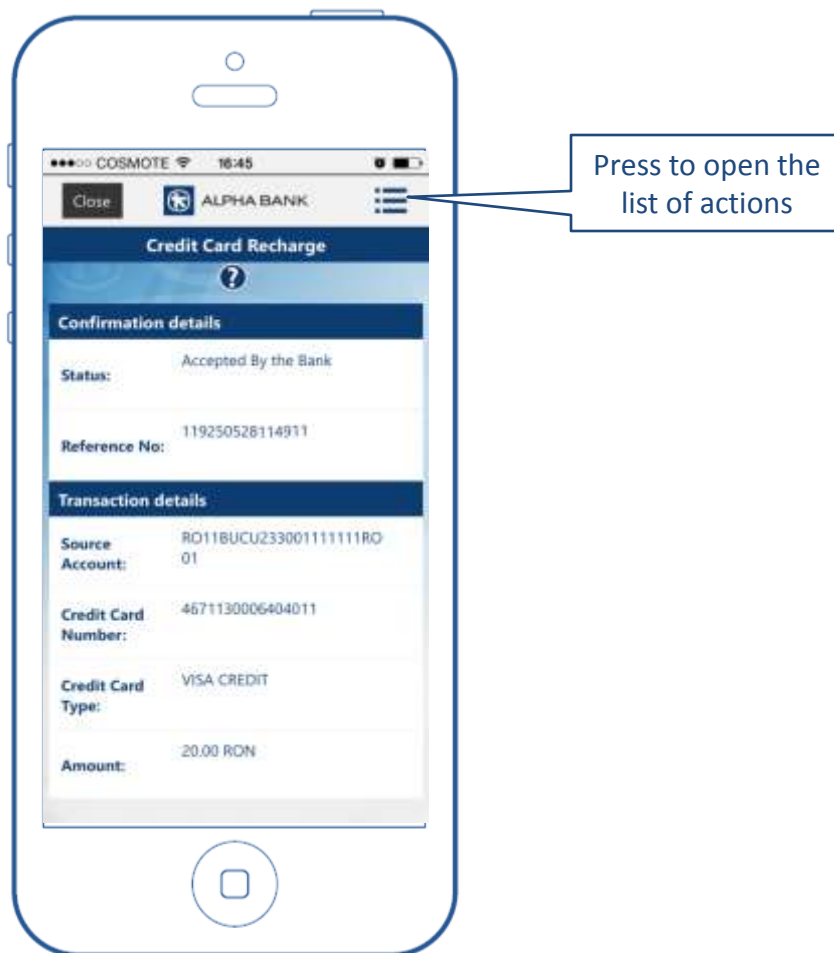 COSMOTE 16:45
Close ALPHA BANK
Press to open the
list of actions
Credit Card Recharge
?
Confirmation details
Status: Accepted By the Bank
Reference No: 119250528114911
Transaction details
Source RO11BUCU233001111111RO
Account: 01
Credit Card 4671130006404011
Number:
Credit Card VISA CREDIT
Type:
Amount: 20.00 RON